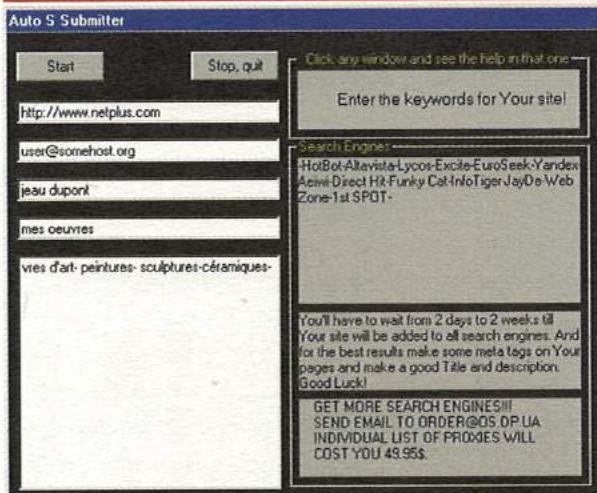 Auto S Submitter
Start
Stop, quit
http://www.netplus.com
user@somehost.org
jeau dupont
mes oeuvres
vres d'art- peintures- sculptures-céramiques-
Click any window and see the help in that one
Enter the keywords for Your site!
Search Engines
-HotBot-Altavista-Lycos-Excite-EuroSeek-Yandex-
Aeiwi-Direct Hit-Funky Cat-InfoTiger-JayDe-Web
Zone-1st SPOT-
You'll have to wait from 2 days to 2 weeks till
Your site will be added to all search engines. And
for the best results make some meta tags on Your
pages and make a good Title and description.
Good Luck!
GET MORE SEARCH ENGINES!!!
SEND EMAIL TO ORDER@OS.DP.UA
INDIVIDUAL LIST OF PROXIES WILL
COST YOU 49.95$.